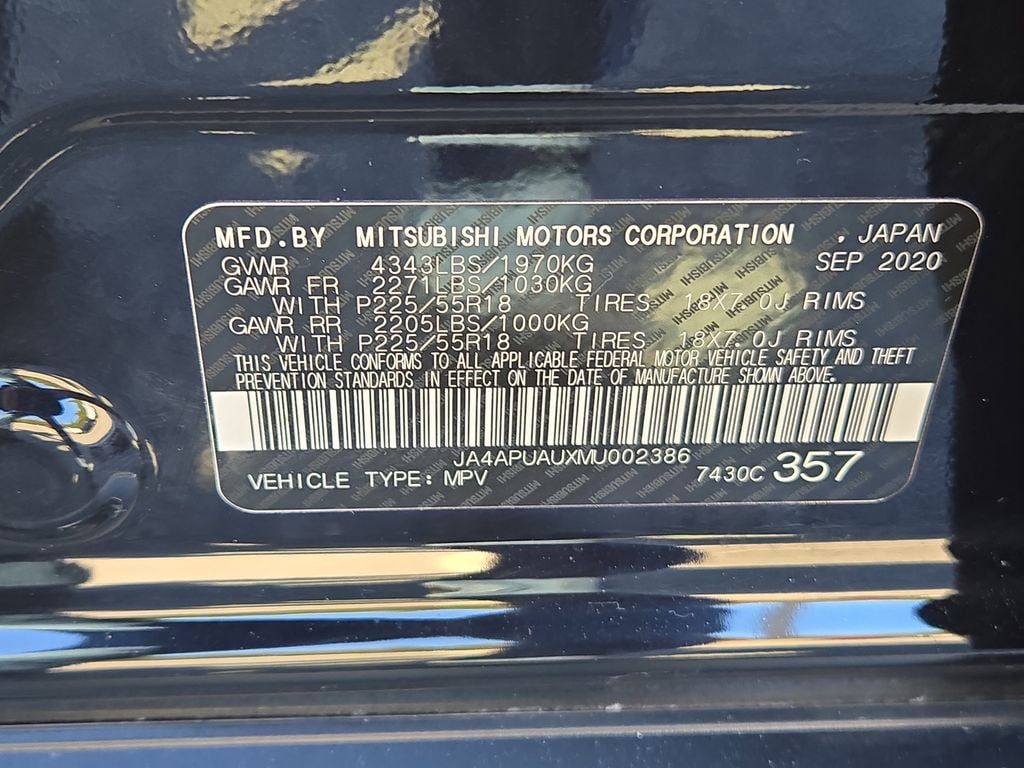 MFD.BY MITSUBISHI MOTORS CORPORATION , JAPAN
SEP 2020
GVWR 4343LBS/1970KG
GAWR FR 2271LBS/1030KG
WITH P225/55R18 TIRES, 18X7.0J RIMS
GAWR RR 2205LBS/1000KG
WITH P225/55R18 TIRES, 18X7.0J RIMS
THIS VEHICLE CONFORMS TO ALL APPLICABLE FEDERAL MOTOR VEHICLE SAFETY AND THEFT
PREVENTION STANDARDS IN EFFECT ON THE DATE OF MANUFACTURE SHOWN ABOVE.
JA4APUAUXMU002386
VEHICLE TYPE: MPV 7430C 357